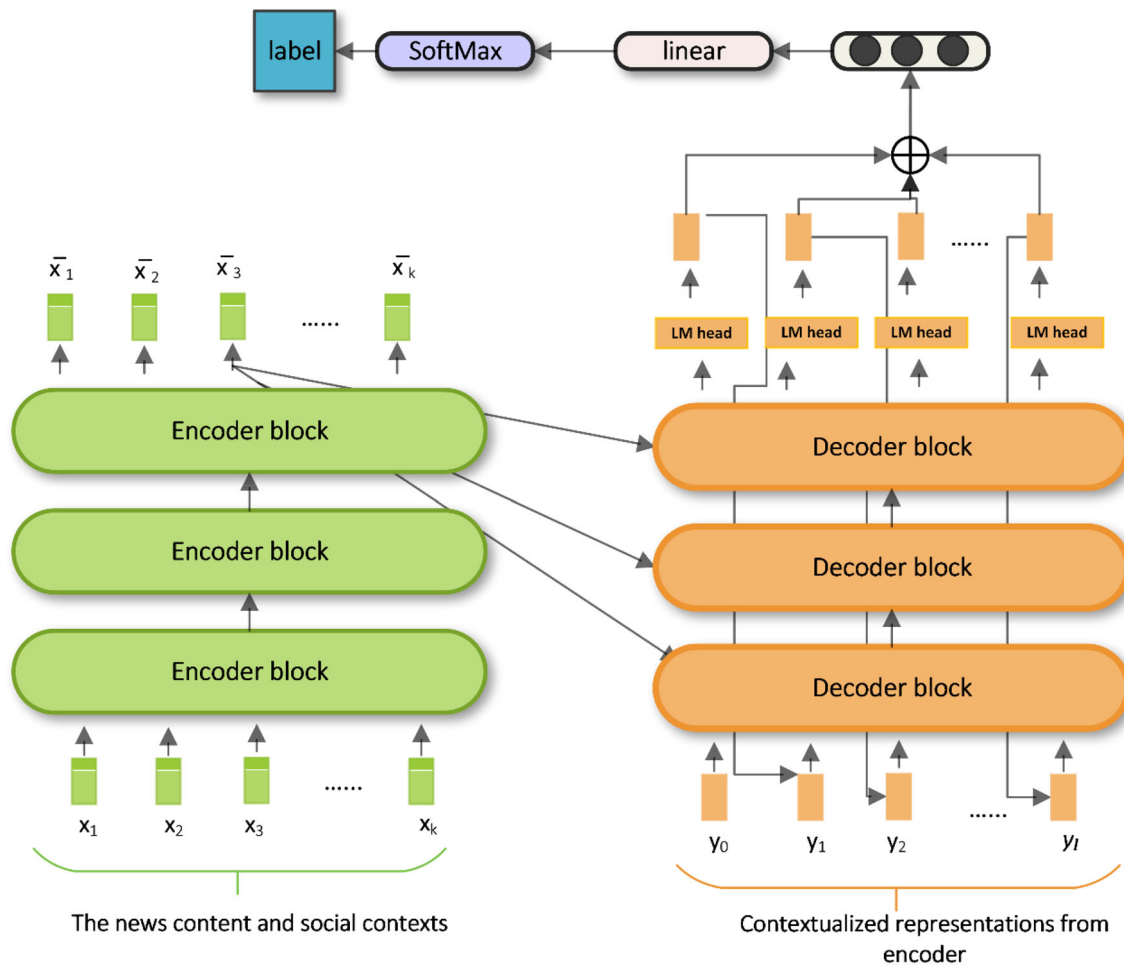 label
SoftMax
linear
x̄1
x̄2
x̄3
......
x̄k
......
LM head
LM head
LM head
LM head
Encoder block
Encoder block
Encoder block
Decoder block
Decoder block
Decoder block
x1
x2
x3
......
xk
y0
y1
y2
......
yl
The news content and social contexts
Contextualized representations from
encoder